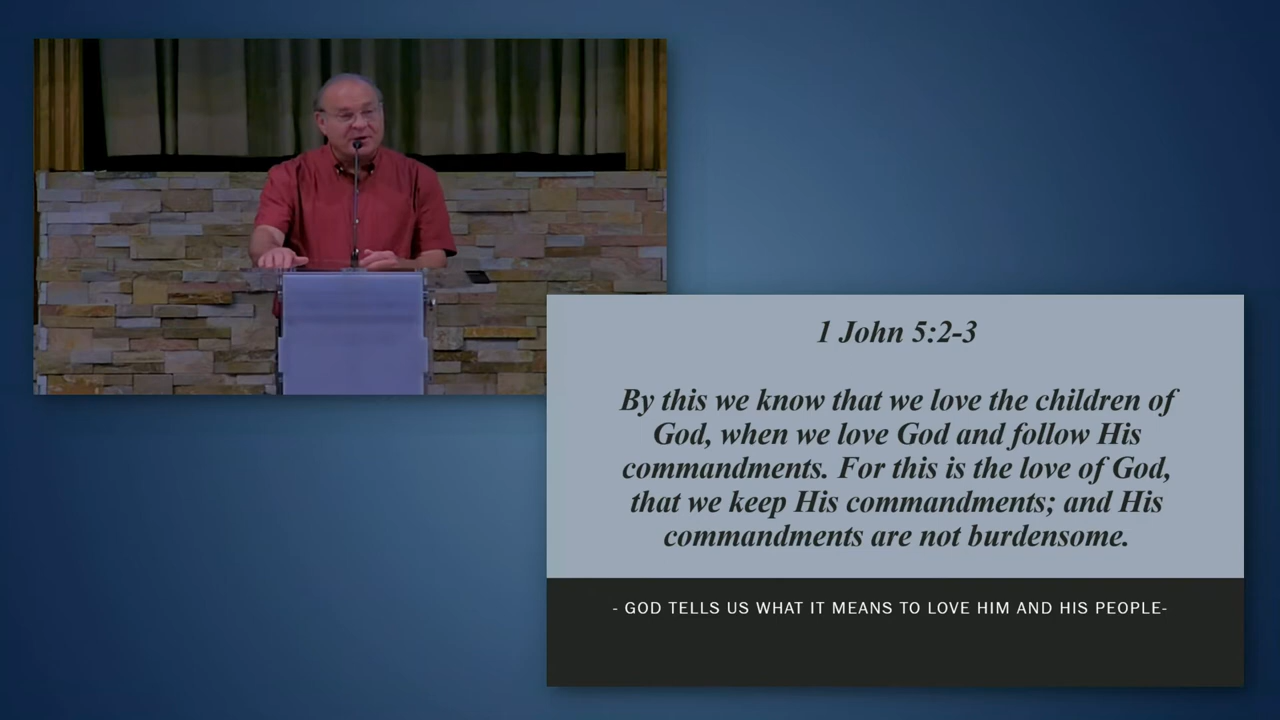 1 John 5:2-3
By this we know that we love the children of
God, when we love God and follow His
commandments. For this is the love of God,
that we keep His commandments; and His
commandments are not burdensome.
- GOD TELLS US WHAT IT MEANS TO LOVE HIM AND HIS PEOPLE-